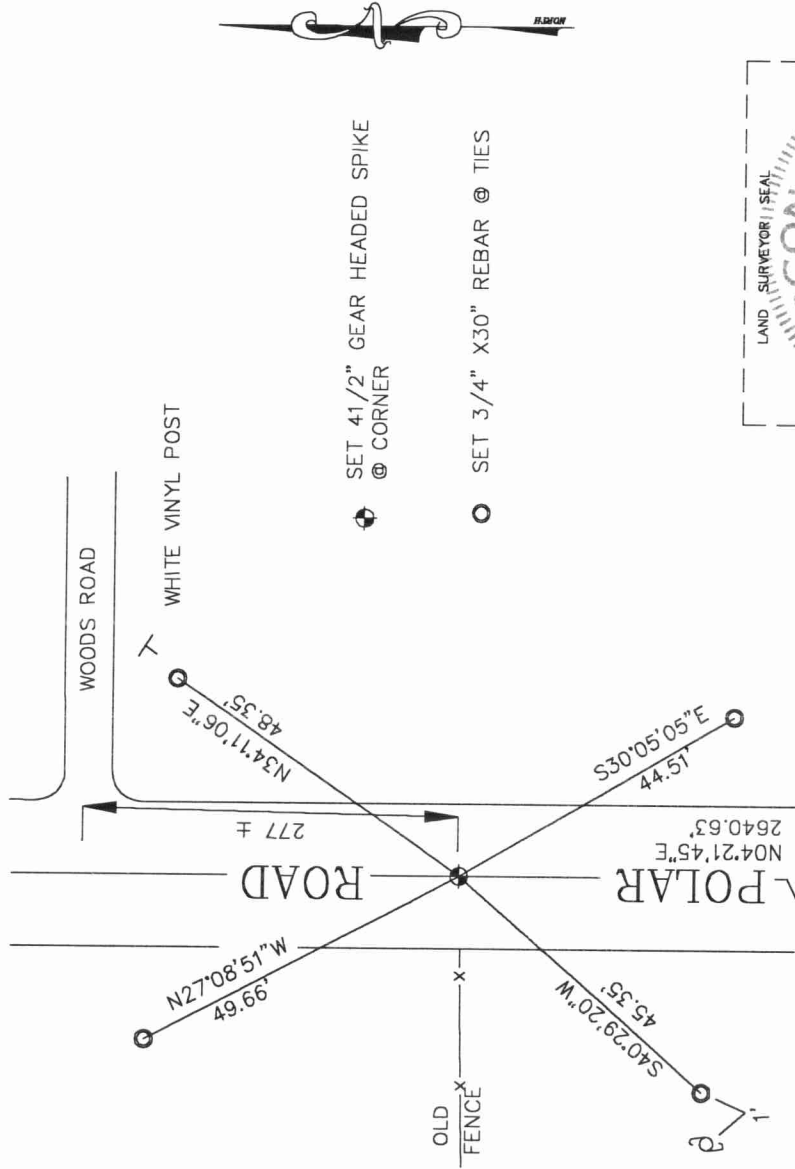 WOODS ROAD
WHITE VINYL POST
N34°11'06"E
48.35'
277 ±
ROAD
N27°08'51"W
49.66'
OLD
FENCE
x
x
S40°29'20"W
45.35'
1'
POLAR
N04°21'45"E
2640.63'
S30°05'05"E
44.51'
SET 41/2" GEAR HEADED SPIKE
@ CORNER
SET 3/4" X30" REBAR @ TIES
LAND SURVEYOR SEAL
CON